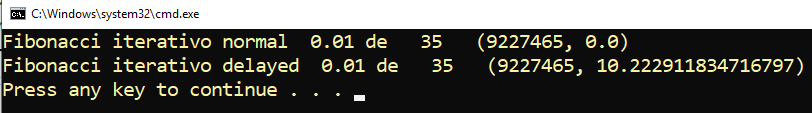 C:\Windows\system32\cmd.exe
Fibonacci iterativo normal  0.01 de   35   (9227465, 0.0)
Fibonacci iterativo delayed  0.01 de   35   (9227465, 10.222911834716797)
Press any key to continue . . .